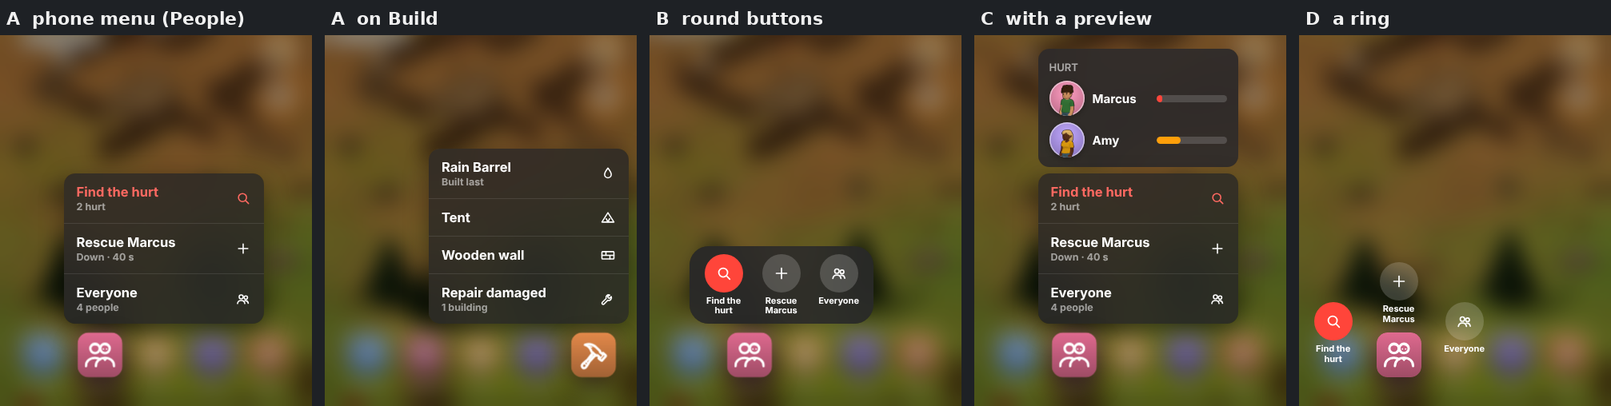 A phone menu (People)
Find the hurt
2 hurt
Rescue Marcus
Down · 40 s
Everyone
4 people
A on Build
Rain Barrel
Built last
Tent
Wooden wall
Repair damaged
1 building
B round buttons
Find the
hurt
Rescue
Marcus
Everyone
C with a preview
HURT
Marcus
Amy
Find the hurt
2 hurt
Rescue Marcus
Down · 40 s
Everyone
4 people
D a ring
Rescue
Marcus
Find the
hurt
Everyone